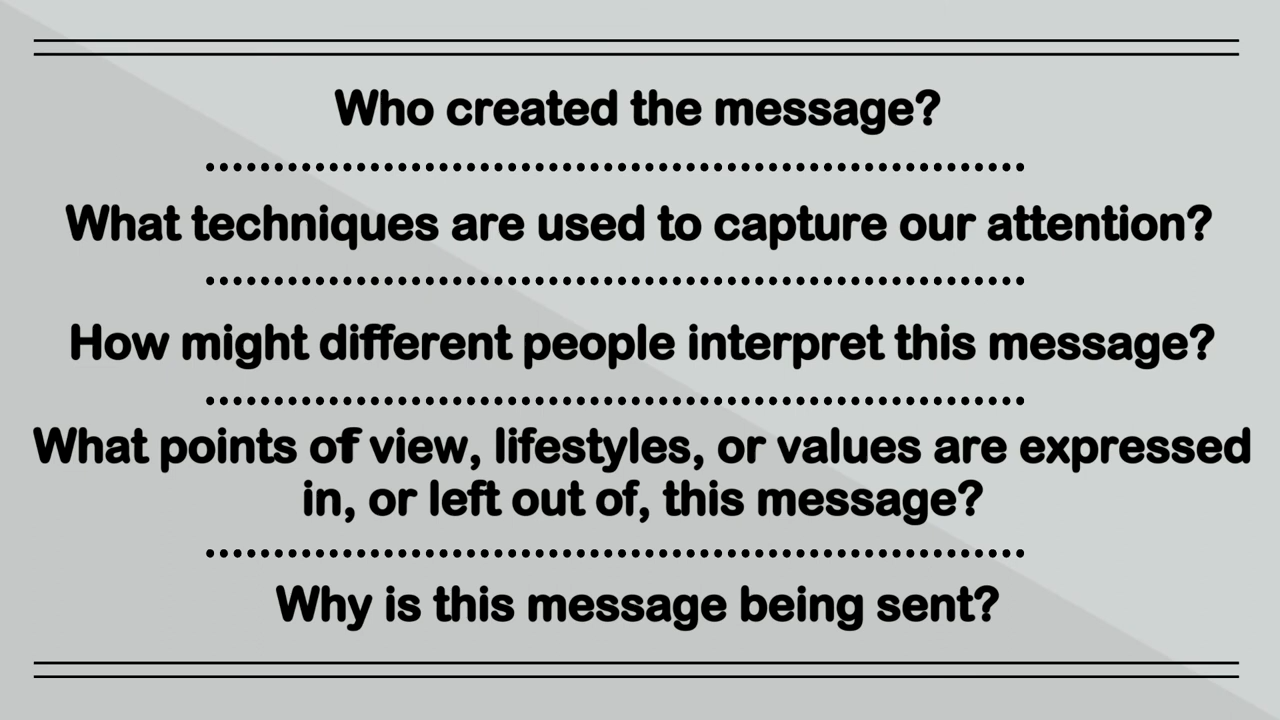 Who created the message?
What techniques are used to capture our attention?
How might different people interpret this message?
What points of view, lifestyles, or values are expressed
in, or left out of, this message?
Why is this message being sent?